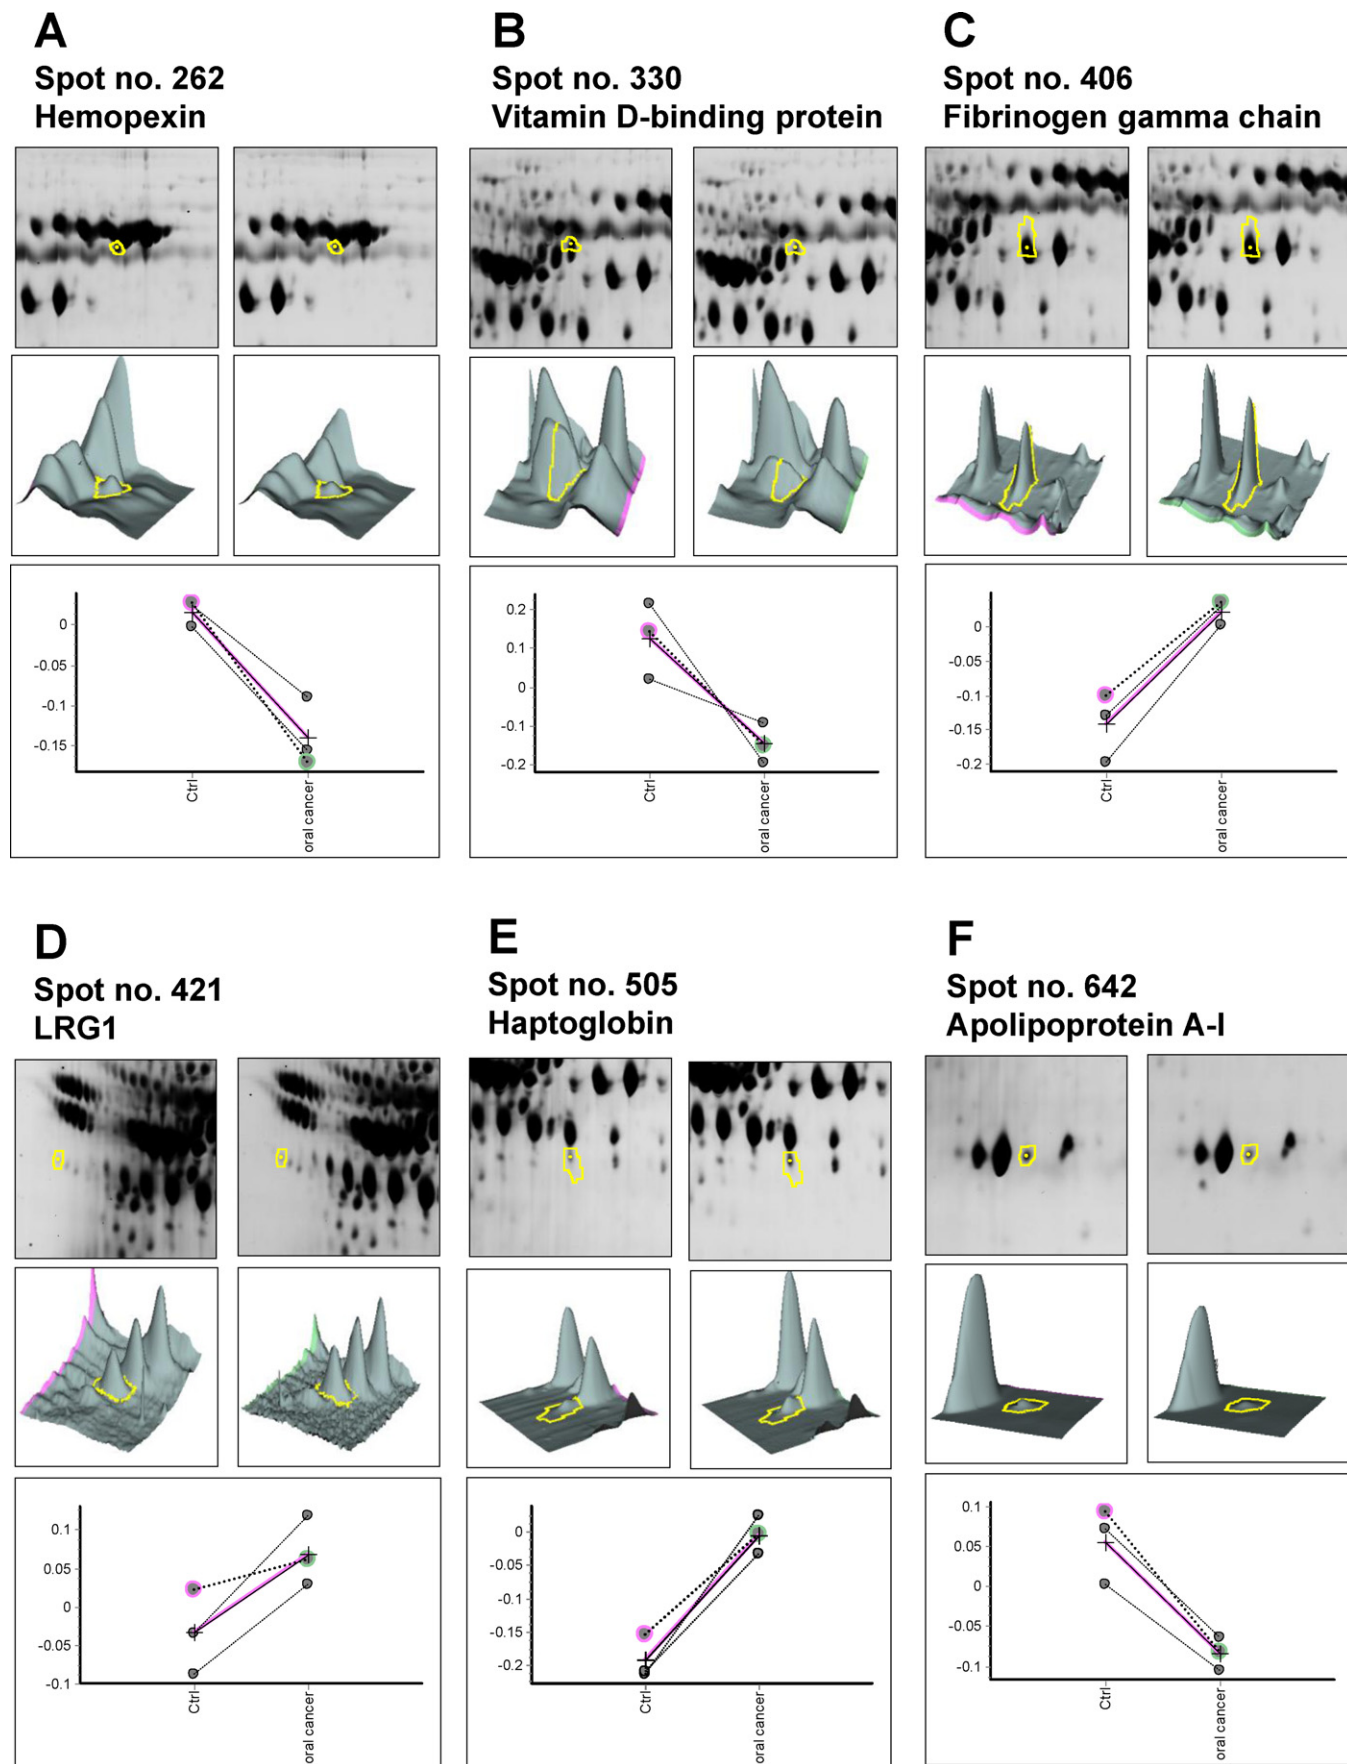 A
Spot no. 262
Hemopexin
B
Spot no. 330
Vitamin D-binding protein
C
Spot no. 406
Fibrinogen gamma chain
0
-0.05
-0.1
-0.15
Ctrl
oral cancer
0.2
0.1
0
-0.1
-0.2
Ctrl
oral cancer
0
-0.05
-0.1
-0.15
-0.2
Ctrl
oral cancer
D
Spot no. 421
LRG1
E
Spot no. 505
Haptoglobin
F
Spot no. 642
Apolipoprotein A-I
0.1
0.05
0
-0.05
-0.1
Ctrl
oral cancer
0
-0.05
-0.1
-0.15
-0.2
Ctrl
oral cancer
0.1
0.05
0
-0.05
-0.1
Ctrl
oral cancer